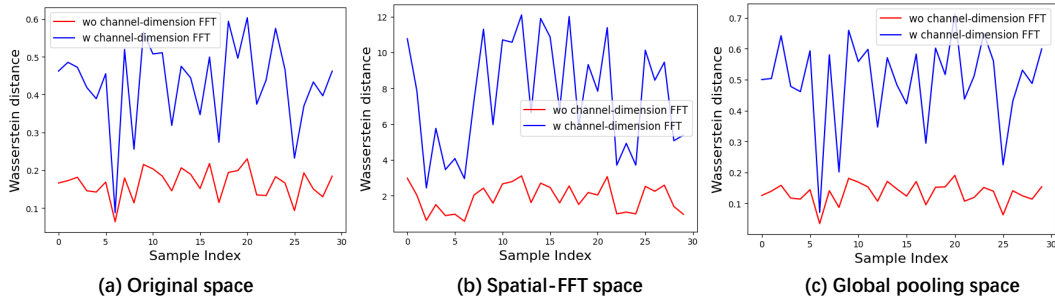 wo channel-dimension FFT
w channel-dimension FFT
Wasserstein distance
0.6
0.5
0.4
0.3
0.2
0.1
0 5 10 15 20 25 30
Sample Index
(a) Original space
wo channel-dimension FFT
w channel-dimension FFT
Wasserstein distance
12
10
8
6
4
2
0 5 10 15 20 25 30
Sample Index
(b) Spatial-FFT space
wo channel-dimension FFT
w channel-dimension FFT
Wasserstein distance
0.7
0.6
0.5
0.4
0.3
0.2
0.1
0.0
0 5 10 15 20 25 30
Sample Index
(c) Global pooling space